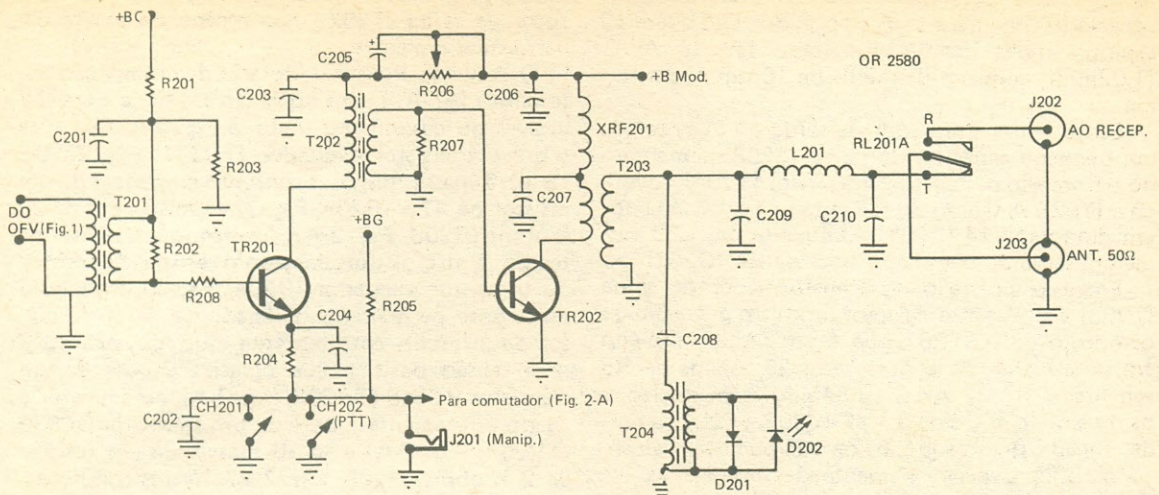 +BC
R201
C201
R203
DO
OFV(Fig.1)
T201
R202
R208
TR201
C204
R204
C202
CH201
CH202
(PTT)
+BG
R205
Para comutador (Fig. 2-A)
J201 (Manip.)
C205
+
C203
T202
R206
R207
C206
+B Mod.
XRF201
C207
T203
TR202
OR 2580
L201
C209
C210
RL201A
R
T
J202
AO RECEP.
J203
ANT. 50Ω
C208
T204
D201
D202